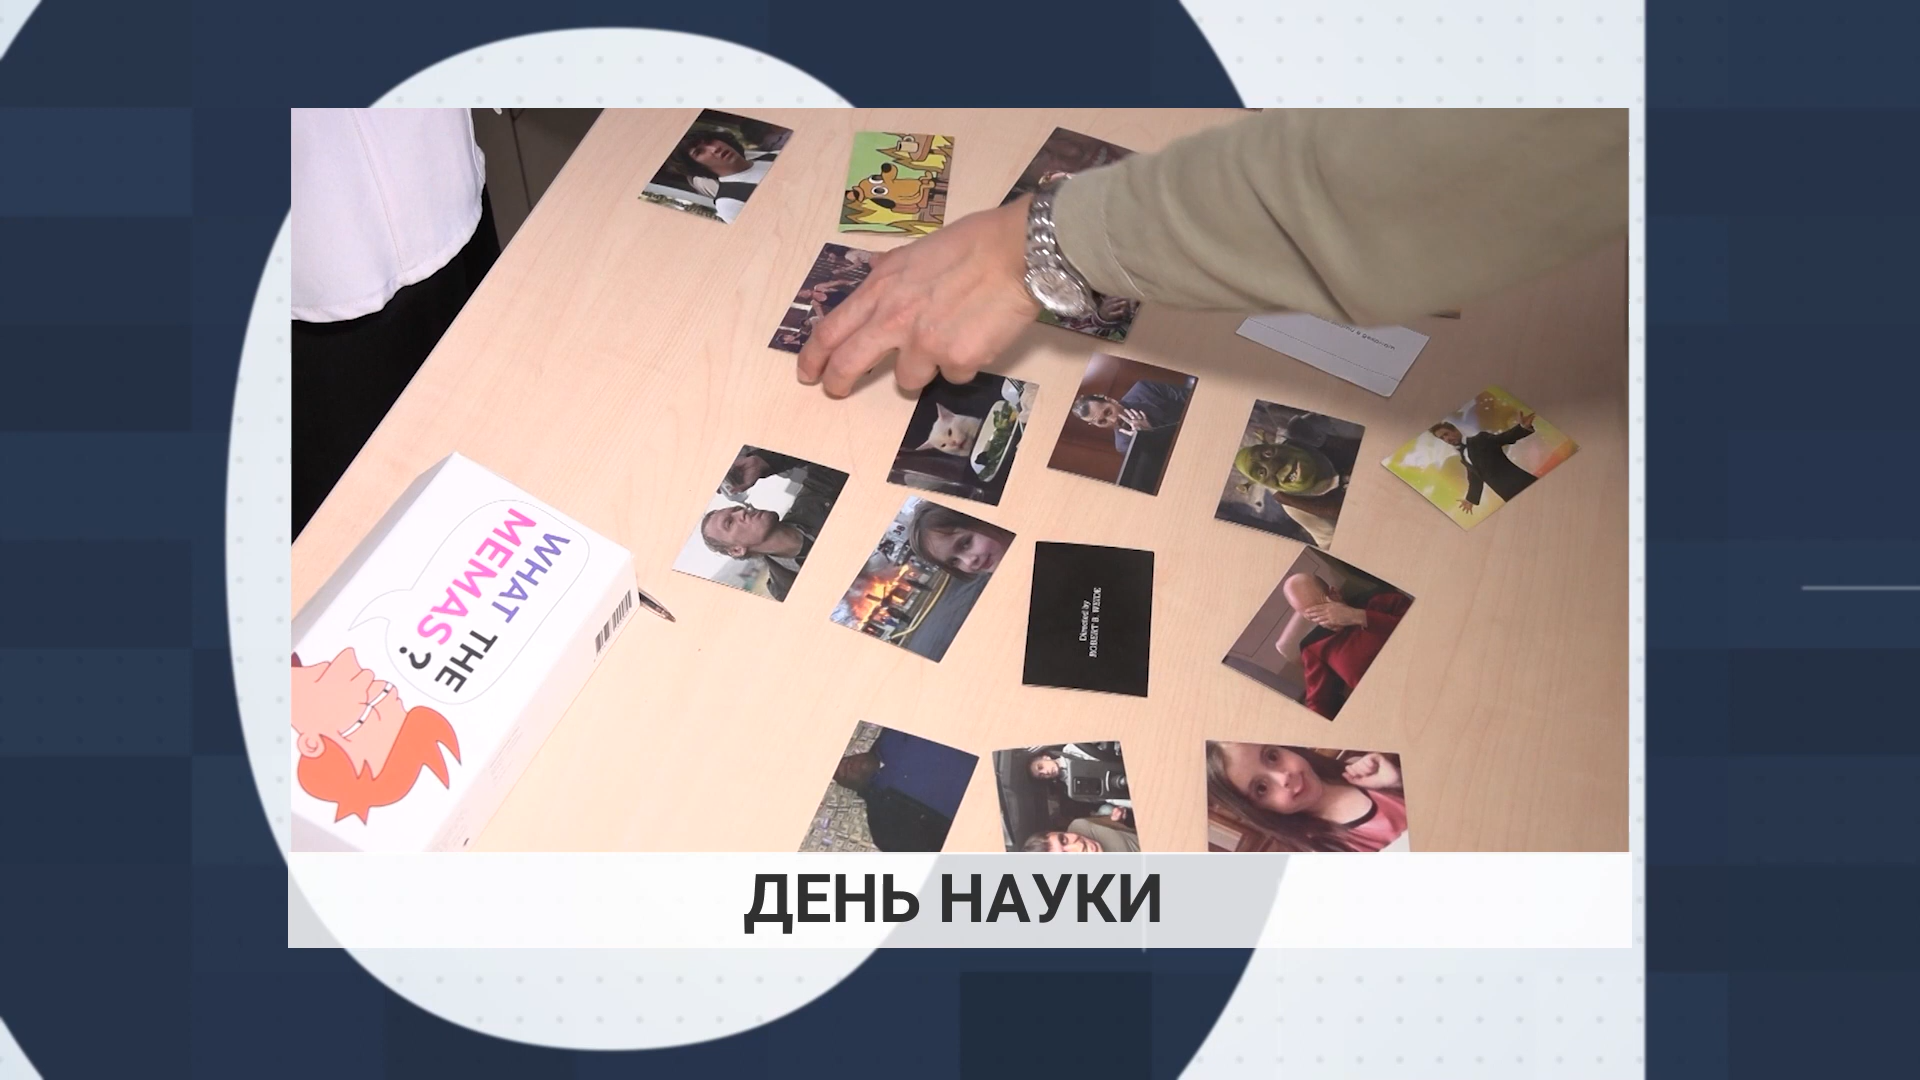 WHAT THE
MEMAS?
Directed by
ROBERT B. WEIDE
ДЕНЬ НАУКИ